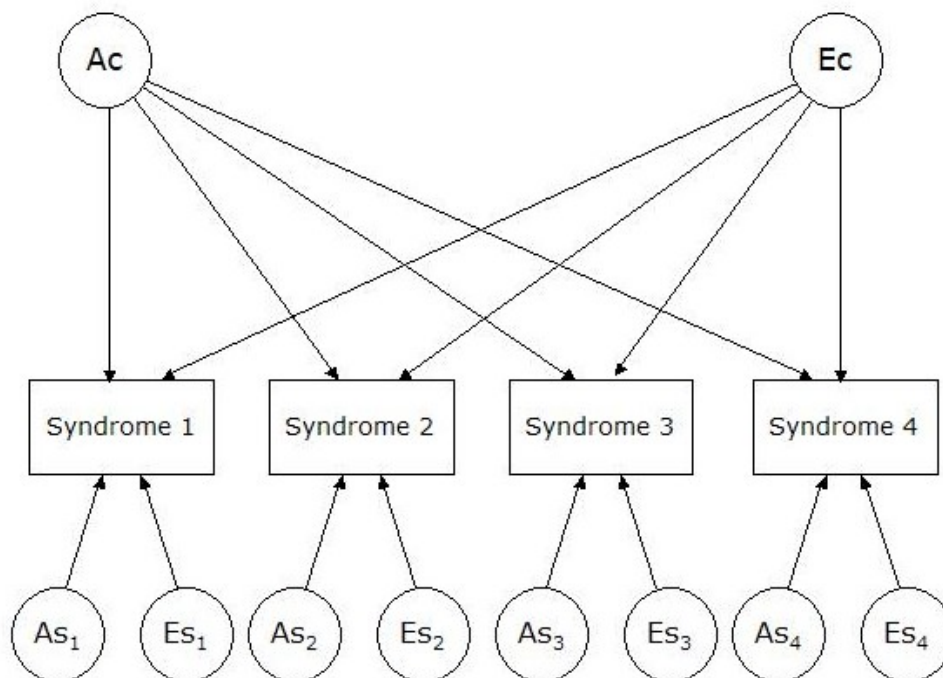 Ac
Ec
Syndrome 1
Syndrome 2
Syndrome 3
Syndrome 4
As₁
Es₁
As₂
Es₂
As₃
Es₃
As₄
Es₄